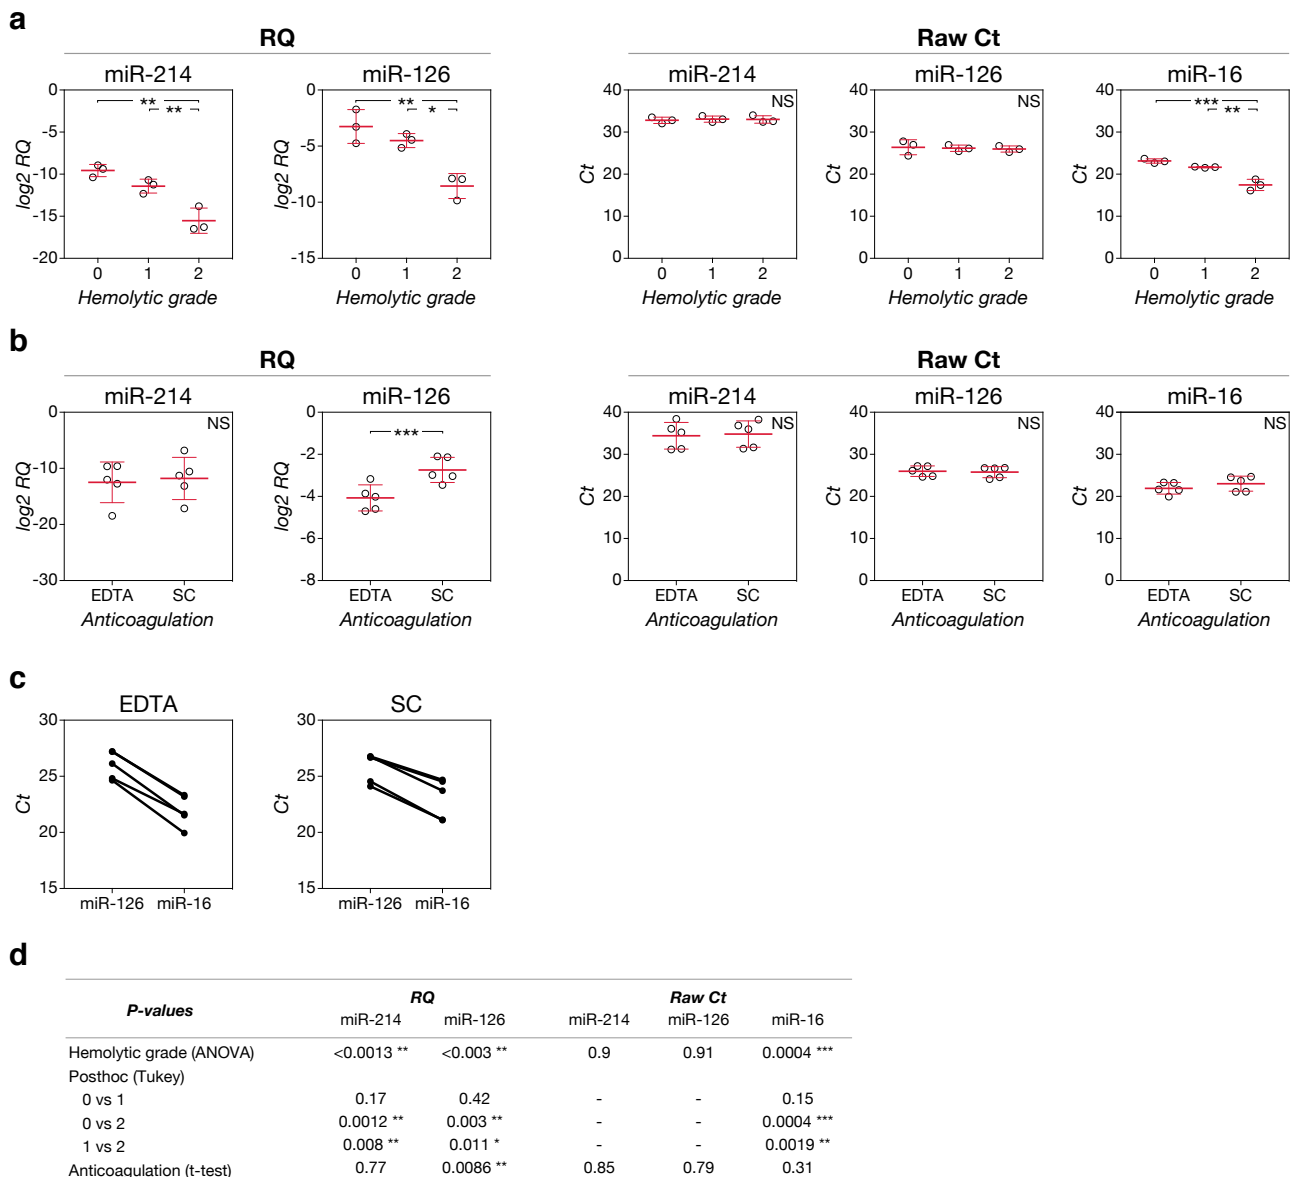 a
RQ
Raw Ct
miR-214
miR-126
miR-214
miR-126
miR-16
0
-5
-10
-15
-20
log2 RQ
** **
0 1 2
Hemolytic grade
0
-5
-10
-15
log2 RQ
** *
0 1 2
Hemolytic grade
40
30
20
10
0
Ct
NS
0 1 2
Hemolytic grade
40
30
20
10
0
Ct
NS
0 1 2
Hemolytic grade
40
30
20
10
0
Ct
*** **
0 1 2
Hemolytic grade
b
RQ
Raw Ct
miR-214
miR-126
miR-214
miR-126
miR-16
0
-10
-20
-30
log2 RQ
NS
EDTA SC
Anticoagulation
0
-2
-4
-6
-8
log2 RQ
***
EDTA SC
Anticoagulation
40
30
20
10
0
Ct
NS
EDTA SC
Anticoagulation
40
30
20
10
0
Ct
NS
EDTA SC
Anticoagulation
40
30
20
10
0
Ct
NS
EDTA SC
Anticoagulation
c
EDTA
30
25
20
15
Ct
miR-126 miR-16
SC
30
25
20
15
Ct
miR-126 miR-16
d
P-values RQ Raw Ct
miR-214 miR-126 miR-214 miR-126 miR-16
Hemolytic grade (ANOVA) <0.0013 ** <0.003 ** 0.9 0.91 0.0004 ***
Posthoc (Tukey)
0 vs 1 0.17 0.42 - - 0.15
0 vs 2 0.0012 ** 0.003 ** - - 0.0004 ***
1 vs 2 0.008 ** 0.011 * - - 0.0019 **
Anticoagulation (t-test) 0.77 0.0086 ** 0.85 0.79 0.31